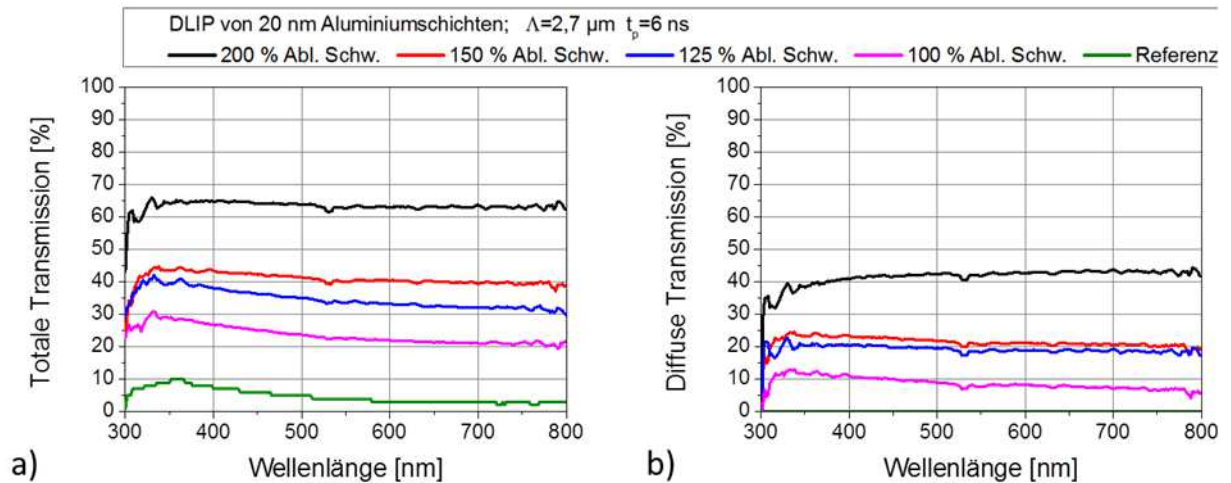 DLIP von 20 nm Aluminiumschichten; Λ=2,7 µm tp=6 ns
200 % Abl. Schw. 150 % Abl. Schw. 125 % Abl. Schw. 100 % Abl. Schw. Referenz
Totale Transmission [%]
100
90
80
70
60
50
40
30
20
10
0
300 400 500 600 700 800
Wellenlänge [nm]
a)
Diffuse Transmission [%]
100
90
80
70
60
50
40
30
20
10
0
300 400 500 600 700 800
Wellenlänge [nm]
b)